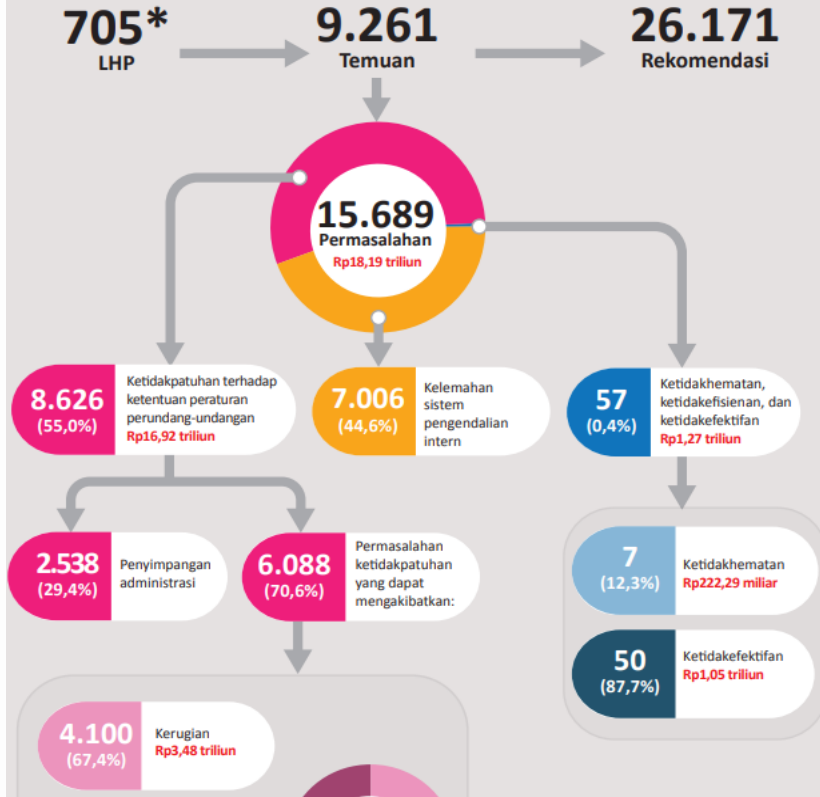 705*
LHP
9.261
Temuan
26.171
Rekomendasi
15.689
Permasalahan
Rp18,19 triliun
8.626
(55,0%)
Ketidakpatuhan terhadap
ketentuan peraturan
perundang-undangan
Rp16,92 triliun
7.006
(44,6%)
Kelemahan
sistem
pengendalian
intern
57
(0,4%)
Ketidakhematan,
ketidakefisienan, dan
ketidakefektifan
Rp1,27 triliun
2.538
(29,4%)
Penyimpangan
administrasi
6.088
(70,6%)
Permasalahan
ketidakpatuhan
yang dapat
mengakibatkan:
7
(12,3%)
Ketidakhematan
Rp222,29 miliar
50
(87,7%)
Ketidakefektifan
Rp1,05 triliun
4.100
(67,4%)
Kerugian
Rp3,48 triliun